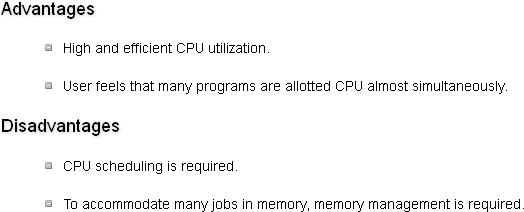 Advantages
High and efficient CPU utilization.
User feels that many programs are allotted CPU almost simultaneously.
Disadvantages
CPU scheduling is required.
To accommodate many jobs in memory, memory management is required.